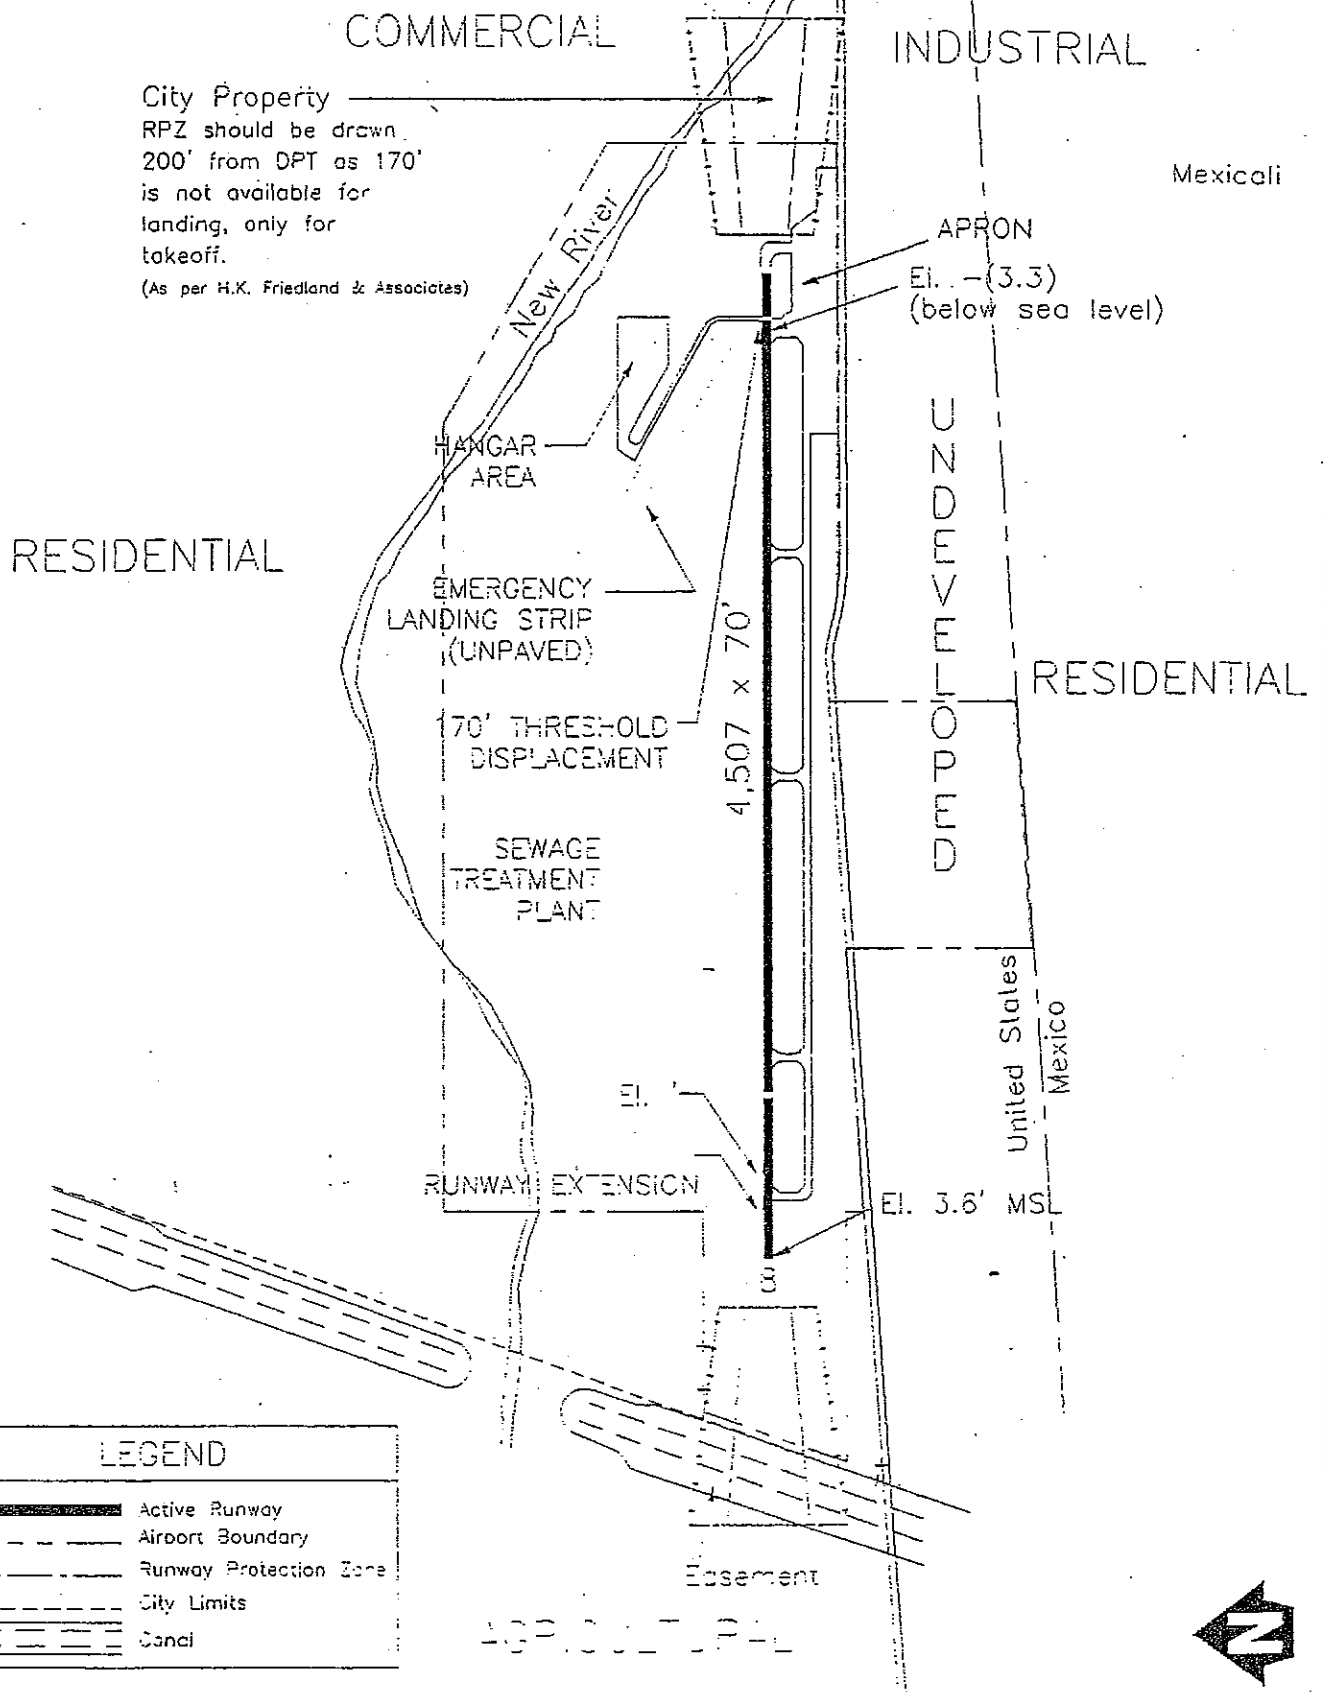 COMMERCIAL
INDUSTRIAL
City Property
RPZ should be drawn
200' from DPT as 170'
is not available for
landing, only for
takeoff.
(As per H.K. Friedland & Associates)
Mexicali
New River
APRON
El. -(3.3)
(below sea level)
HANGAR
AREA
UNDEVELOPED
RESIDENTIAL
EMERGENCY
LANDING STRIP
(UNPAVED)
4,507 x 70'
RESIDENTIAL
170' THRESHOLD
DISPLACEMENT
SEWAGE
TREATMENT
PLANT
United States
Mexico
El. '
RUNWAY EXTENSION
El. 3.6' MSL
8
LEGEND
Active Runway
Airport Boundary
Runway Protection Zone
City Limits
Canal
Easement
AGRICULTURAL
N